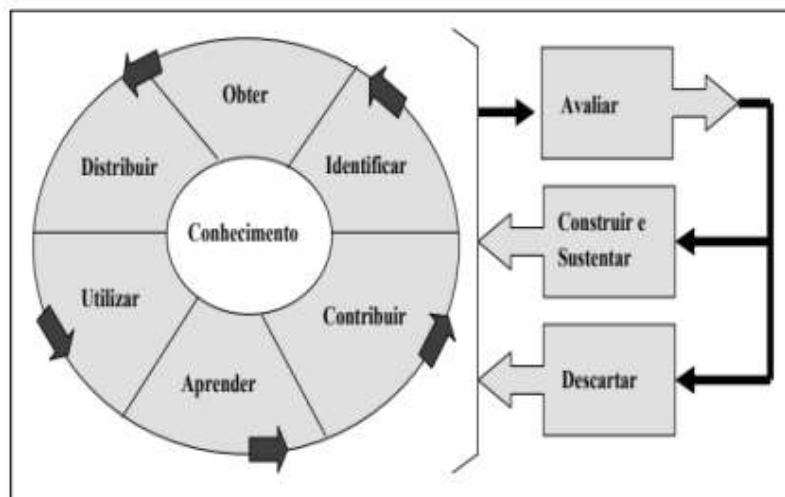 Obter
Avaliar
Distribuir
Identificar
Conhecimento
Construir e
Sustentar
Utilizar
Contribuir
Aprender
Descartar